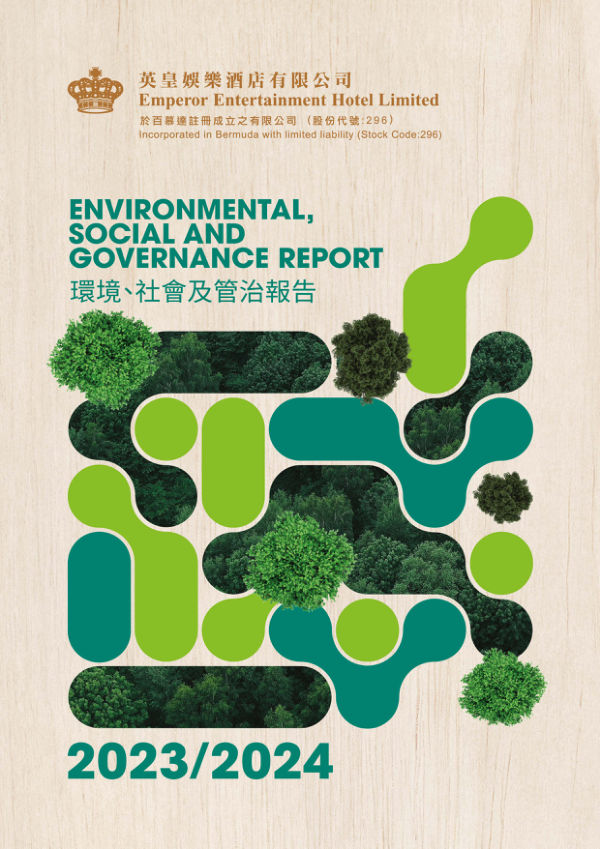 英皇娛樂酒店有限公司
Emperor Entertainment Hotel Limited
於百慕達註冊成立之有限公司 （股份代號:296）
Incorporated in Bermuda with limited liability (Stock Code:296)
ENVIRONMENTAL,
SOCIAL AND
GOVERNANCE REPORT
環境、社會及管治報告
2023/2024